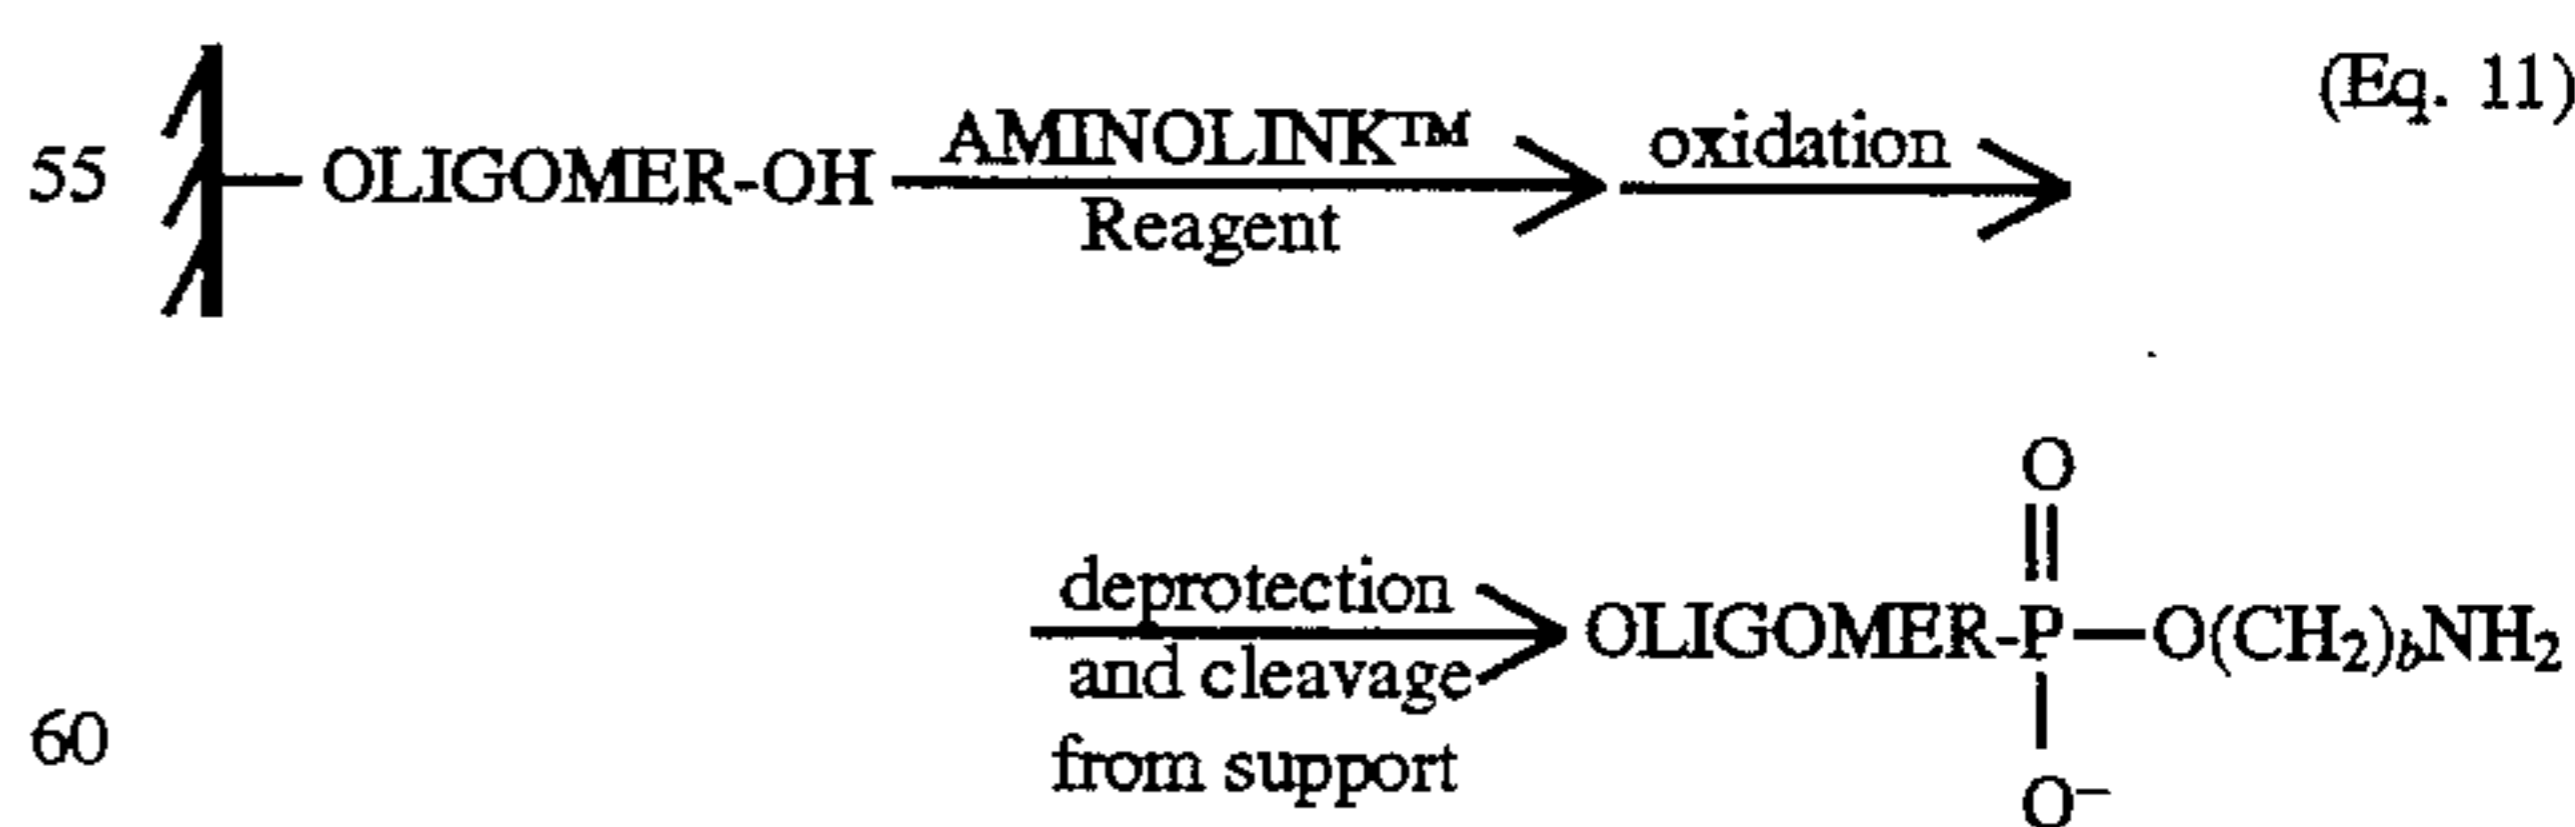 (Eq. 11)
55 OLIGOMER-OH AMINOLINK™ Reagent oxidation
O
deprotection and cleavage from support OLIGOMER-P—O(CH₂)bNH₂
60
O⁻